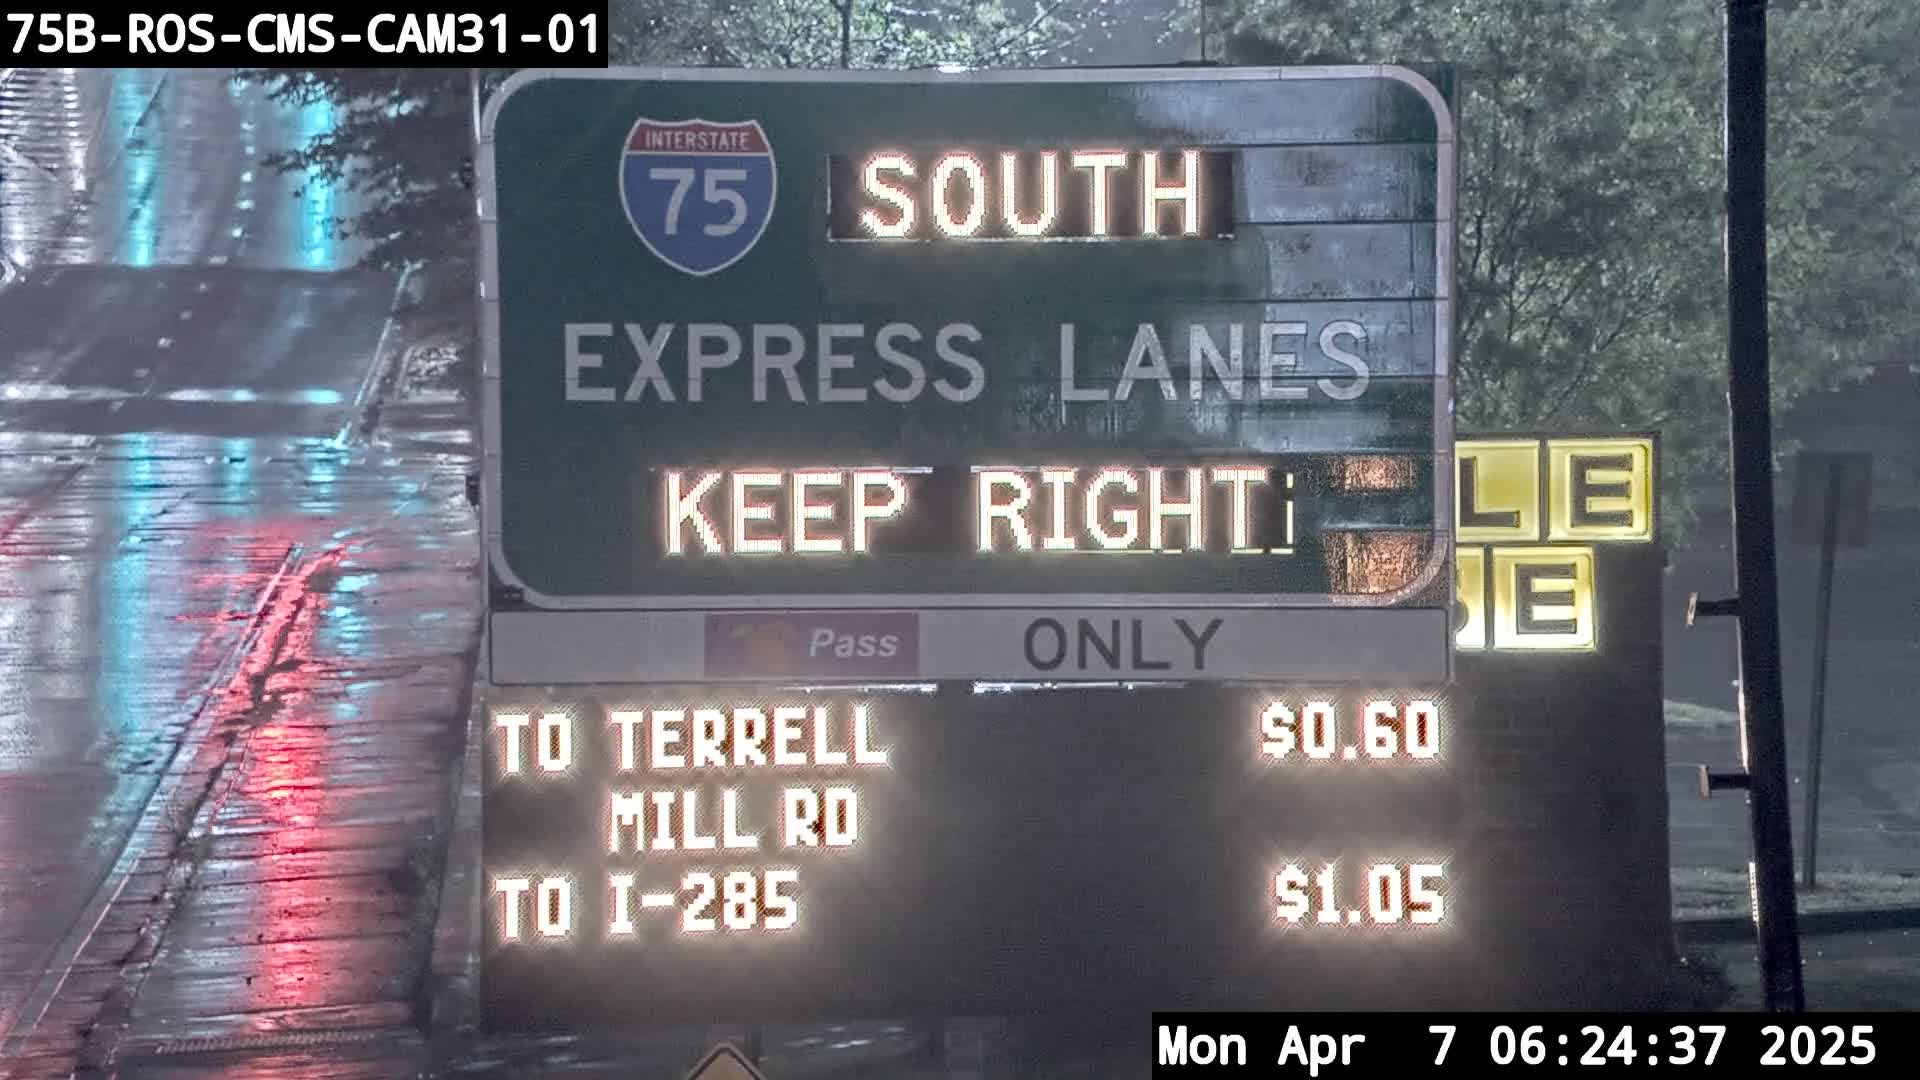 75B-ROS-CMS-CAM31-01
INTERSTATE
75
SOUTH
EXPRESS LANES
KEEP RIGHT
LE
E
Pass ONLY
TO TERRELL $0.60
MILL RD
TO I-285 $1.05
Mon Apr 7 06:24:37 2025